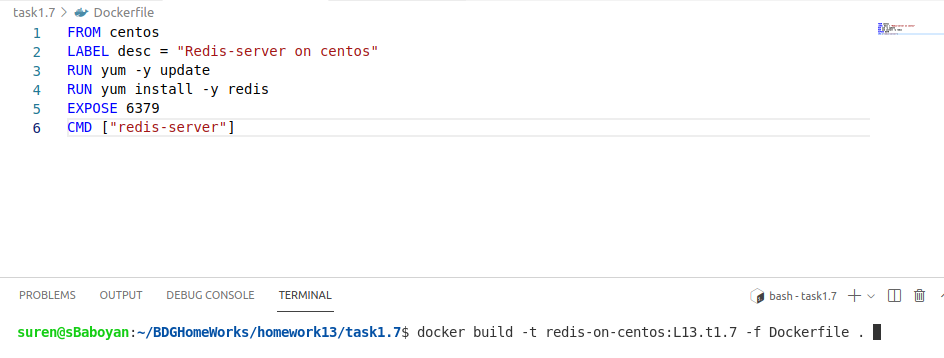 task1.7 > Dockerfile
1 FROM centos
2 LABEL desc = "Redis-server on centos"
3 RUN yum -y update
4 RUN yum install -y redis
5 EXPOSE 6379
6 CMD ["redis-server"]
PROBLEMS OUTPUT DEBUG CONSOLE TERMINAL bash - task1.7
suren@sBaboyan:~/BDGHomeWorks/homework13/task1.7$ docker build -t redis-on-centos:L13.t1.7 -f Dockerfile .